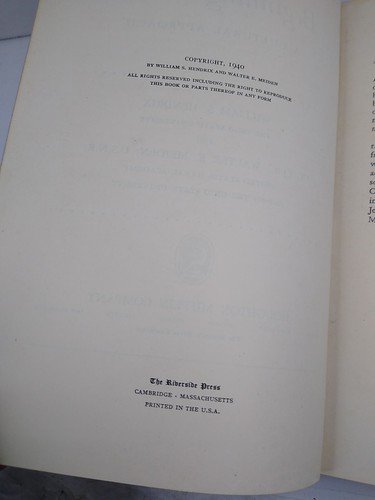 COPYRIGHT, 1940
BY WILLIAM S. HENDRIX AND WALTER E. MEIDEN
ALL RIGHTS RESERVED INCLUDING THE RIGHT TO REPRODUCE
THIS BOOK OR PARTS THEREOF IN ANY FORM
The Riverside Press
CAMBRIDGE · MASSACHUSETTS
PRINTED IN THE U.S.A.